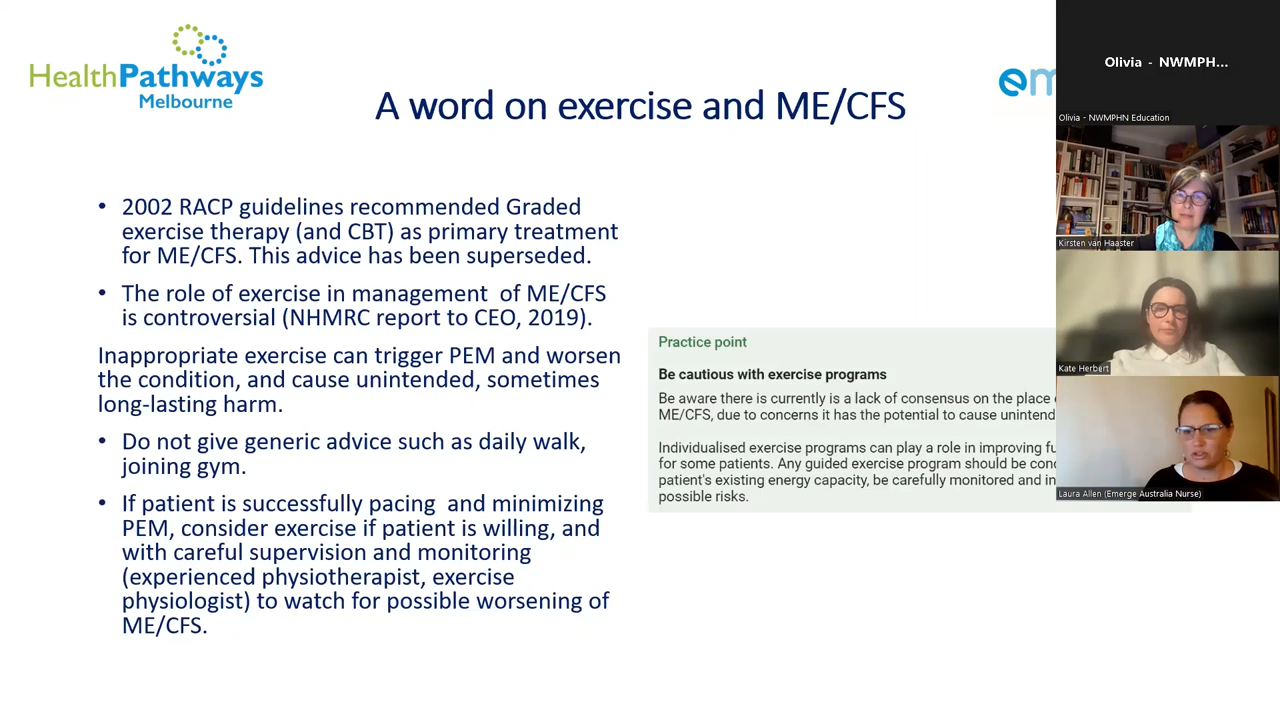 HealthPathways
Melbourne
A word on exercise and ME/CFS
• 2002 RACP guidelines recommended Graded
exercise therapy (and CBT) as primary treatment
for ME/CFS. This advice has been superseded.
• The role of exercise in management of ME/CFS
is controversial (NHMRC report to CEO, 2019).
Inappropriate exercise can trigger PEM and worsen
the condition, and cause unintended, sometimes
long-lasting harm.
• Do not give generic advice such as daily walk,
joining gym.
• If patient is successfully pacing and minimizing
PEM, consider exercise if patient is willing, and
with careful supervision and monitoring
(experienced physiotherapist, exercise
physiologist) to watch for possible worsening of
ME/CFS.
Practice point
Be cautious with exercise programs
Be aware there is currently is a lack of consensus on the place
ME/CFS, due to concerns it has the potential to cause
Individualised exercise programs can play a role in improving
for some patients. Any guided exercise program should be
patient's existing energy capacity, be carefully monitored and
possible risks.
Olivia - NWMPH...
Olivia - NWMPHN Education
Kirsten van Haaster
Kate Herbert
Laura Allen (Emerge Australia Nurse)